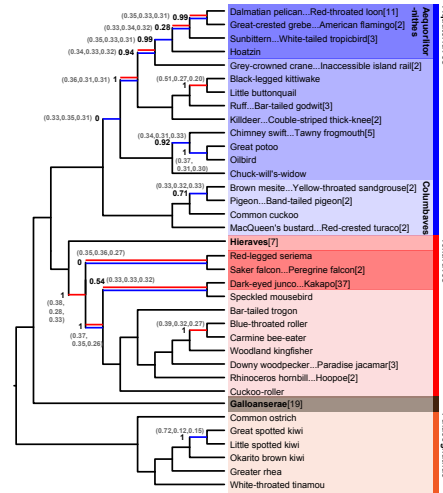 Dalmatian pelican...Red-throated loon[11]
Great-crested grebe...American flamingo[2]
Sunbittern...White-tailed tropicbird[3]
Hoatzin
Grey-crowned crane...Inaccessible island rail[2]
Black-legged kittiwake
Little buttonquail
Ruff...Bar-tailed godwit[3]
Killdeer...Couble-striped thick-knee[2]
Chimney swift...Tawny frogmouth[5]
Great potoo
Oilbird
Chuck-will's-widow
Brown mesite...Yellow-throated sandgrouse[2]
Pigeon...Band-tailed pigeon[2]
Common cuckoo
MacQueen's bustard...Red-crested turaco[2]
Hieraves[7]
Red-legged seriema
Saker falcon...Peregrine falcon[2]
Dark-eyed junco...Kakapo[37]
Speckled mousebird
Bar-tailed trogon
Blue-throated roller
Carmine bee-eater
Woodland kingfisher
Downy woodpecker...Paradise jacamar[3]
Rhinoceros hornbill...Hoopoe[2]
Cuckoo-roller
Galloanserae[19]
Common ostrich
Great spotted kiwi
Little spotted kiwi
Okarito brown kiwi
Greater rhea
White-throated tinamou
Aequorlitor
-nithes
Columbaves
(0.35,0.33,0.31)
0.99
(0.33,0.34,0.32)
0.28
(0.35,0.33,0.31)
0.99
(0.34,0.33,0.32)
0.94
(0.36,0.31,0.31)
1
(0.51,0.27,0.20)
1
(0.33,0.35,0.31)
0
(0.34,0.31,0.33)
0.92
1
(0.37,
0.31,0.30)
(0.33,0.32,0.33)
0.71
(0.35,0.36,0.27)
0
0.54 (0.33,0.33,0.32)
1
(0.38,
0.28,
0.33)
1
(0.37,
0.35,0.26)
(0.39,0.32,0.27)
1
(0.72,0.12,0.15)
1